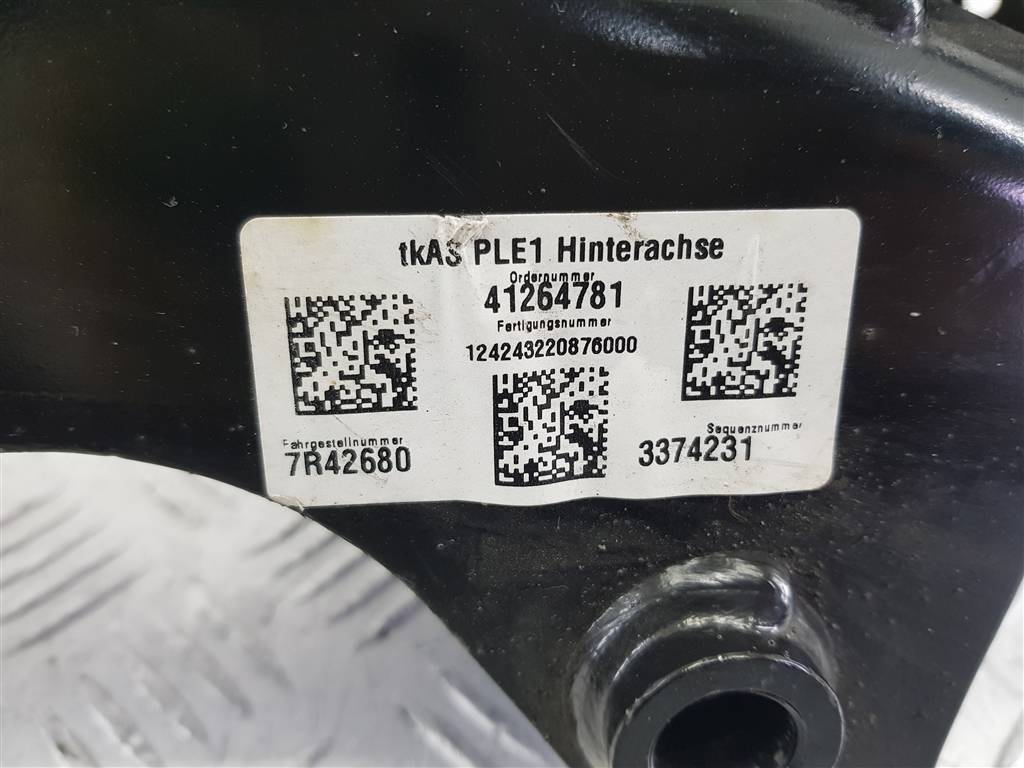 tkAS PLE1 Hinterachse
Ordernummer
41264781
Fertigungsnummer
124243220876000
Fahrgestellnummer
7R42680
Sequenznummer
3374231